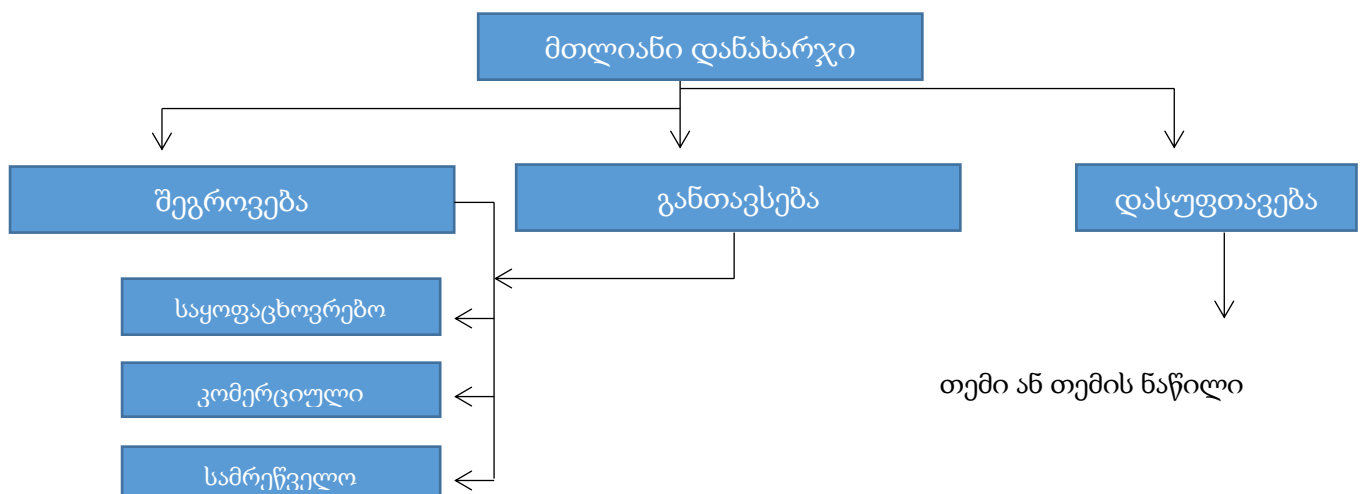 მთლიანი დანახარჯი
შეგროვება
განთავსება
დასუფთავება
საყოფაცხოვრებო
კომერციული
სამრეწველო
თემი ან თემის ნაწილი